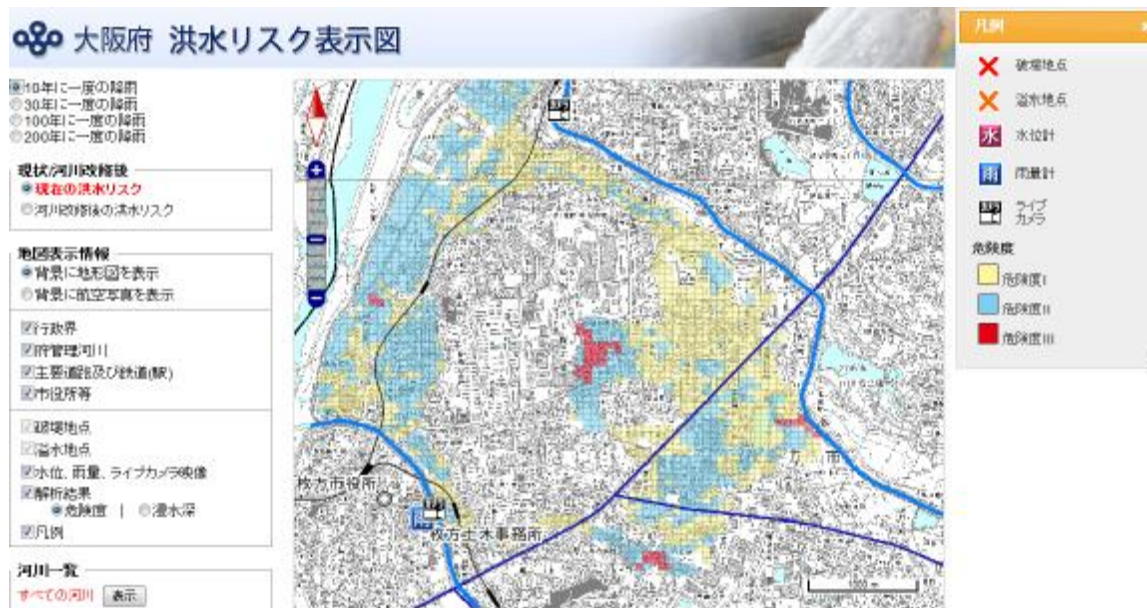 大阪府 洪水リスク表示図
10年に一度の降雨
30年に一度の降雨
100年に一度の降雨
200年に一度の降雨
現状/河川改修後
現在の洪水リスク
河川改修後の洪水リスク
地図表示情報
背景に地形図を表示
背景に航空写真を表示
行政界
府管理河川
主要道路及び鉄道(駅)
市役所等
破堤地点
溢水地点
水位、雨量、ライブカメラ映像
解析結果
危険度 | 浸水深
凡例
河川一覧
すべての河川 表示
枚方市役所
枚方土木事務所
凡例
破堤地点
溢水地点
水 水位計
雨 雨量計
ライブ
カメラ
危険度
危険度I
危険度II
危険度III